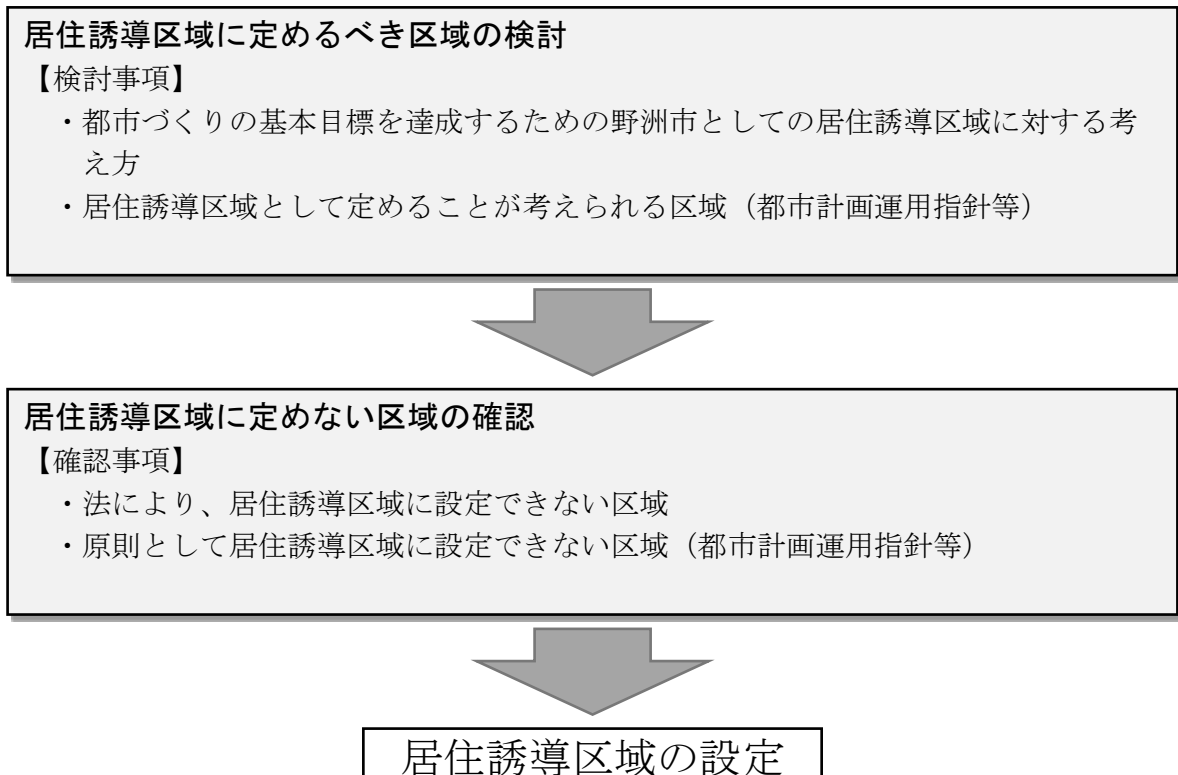 居住誘導区域に定めるべき区域の検討
【検討事項】
・都市づくりの基本目標を達成するための野洲市としての居住誘導区域に対する考
え方
・居住誘導区域として定めることが考えられる区域（都市計画運用指針等）
居住誘導区域に定めない区域の確認
【確認事項】
・法により、居住誘導区域に設定できない区域
・原則として居住誘導区域に設定できない区域（都市計画運用指針等）
居住誘導区域の設定